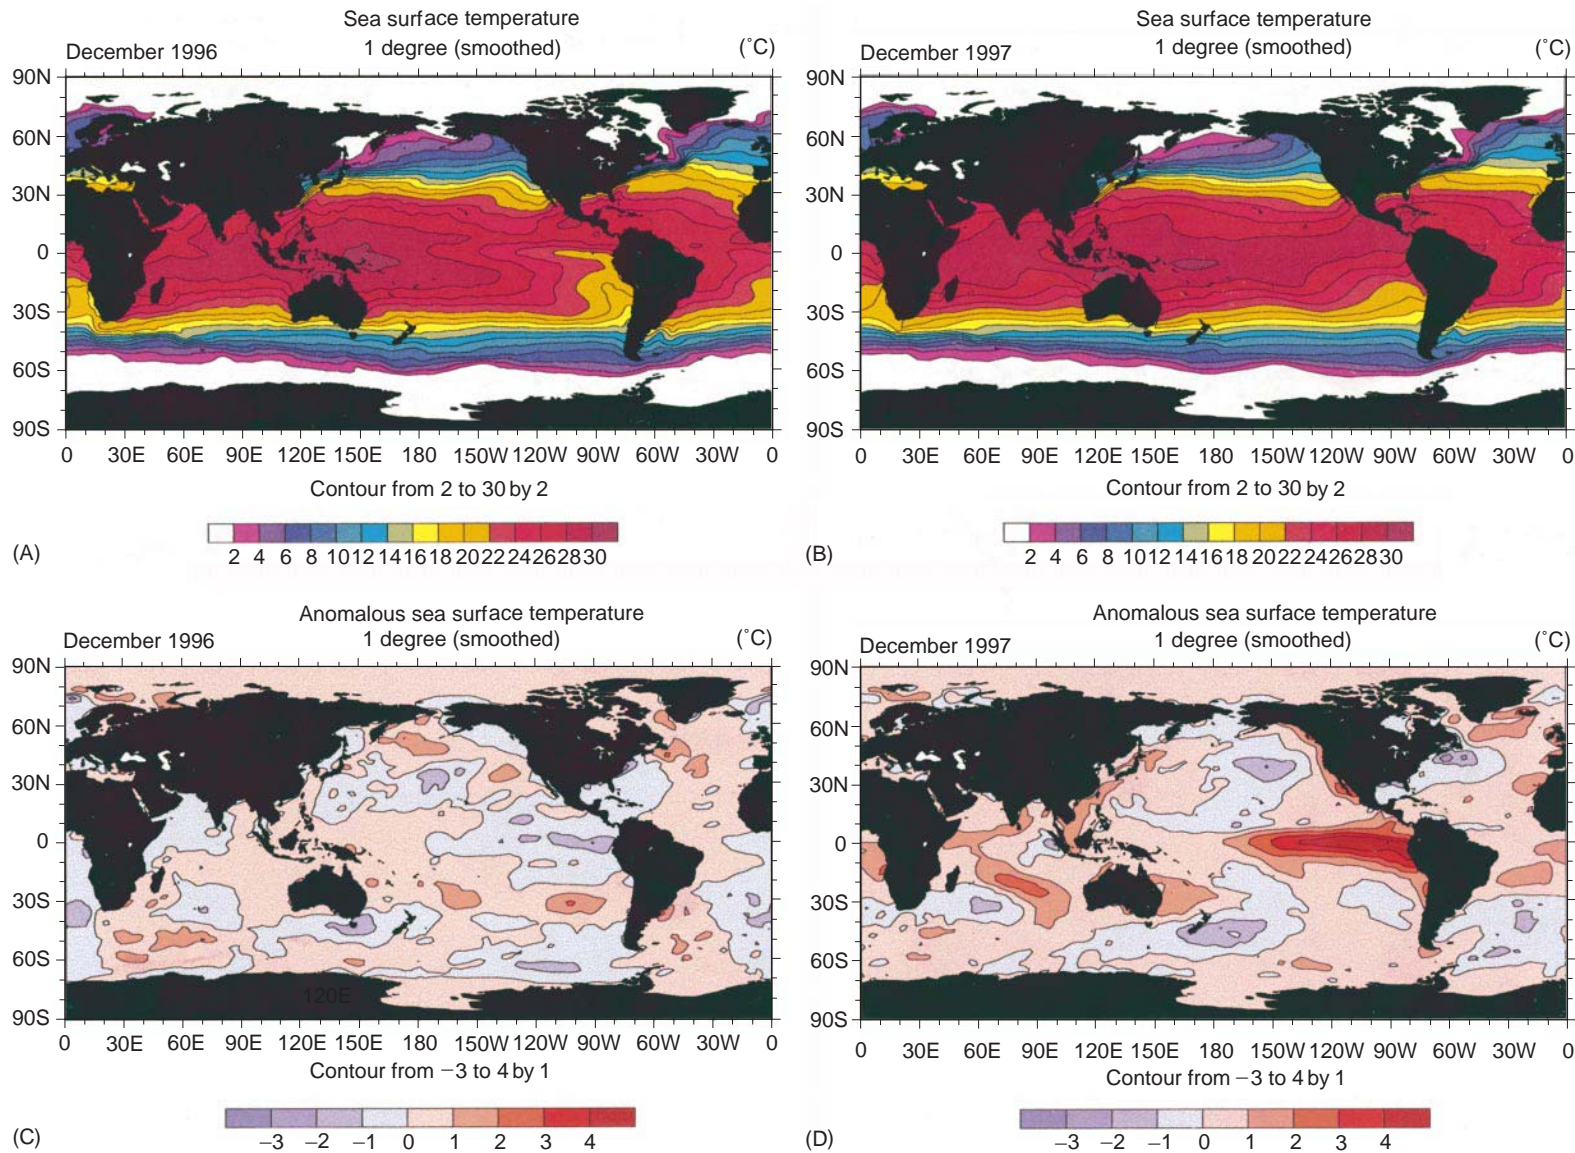 Sea surface temperature
December 1996 1 degree (smoothed) (˚C)
90N
60N
30N
0
30S
60S
90S
0 30E 60E 90E 120E 150E 180 150W 120W 90W 60W 30W 0
Contour from 2 to 30 by 2
2 4 6 8 10 12 14 16 18 20 22 24 26 28 30
(A)
Sea surface temperature
December 1997 1 degree (smoothed) (˚C)
90N
60N
30N
0
30S
60S
90S
0 30E 60E 90E 120E 150E 180 150W 120W 90W 60W 30W 0
Contour from 2 to 30 by 2
2 4 6 8 10 12 14 16 18 20 22 24 26 28 30
(B)
Anomalous sea surface temperature
December 1996 1 degree (smoothed) (˚C)
90N
60N
30N
0
30S
60S
90S
120E
0 30E 60E 90E 120E 150E 180 150W 120W 90W 60W 30W 0
Contour from −3 to 4 by 1
−3 −2 −1 0 1 2 3 4
(C)
Anomalous sea surface temperature
December 1997 1 degree (smoothed) (˚C)
90N
60N
30N
0
30S
60S
90S
0 30E 60E 90E 120E 150E 180 150W 120W 90W 60W 30W 0
Contour from −3 to 4 by 1
−3 −2 −1 0 1 2 3 4
(D)